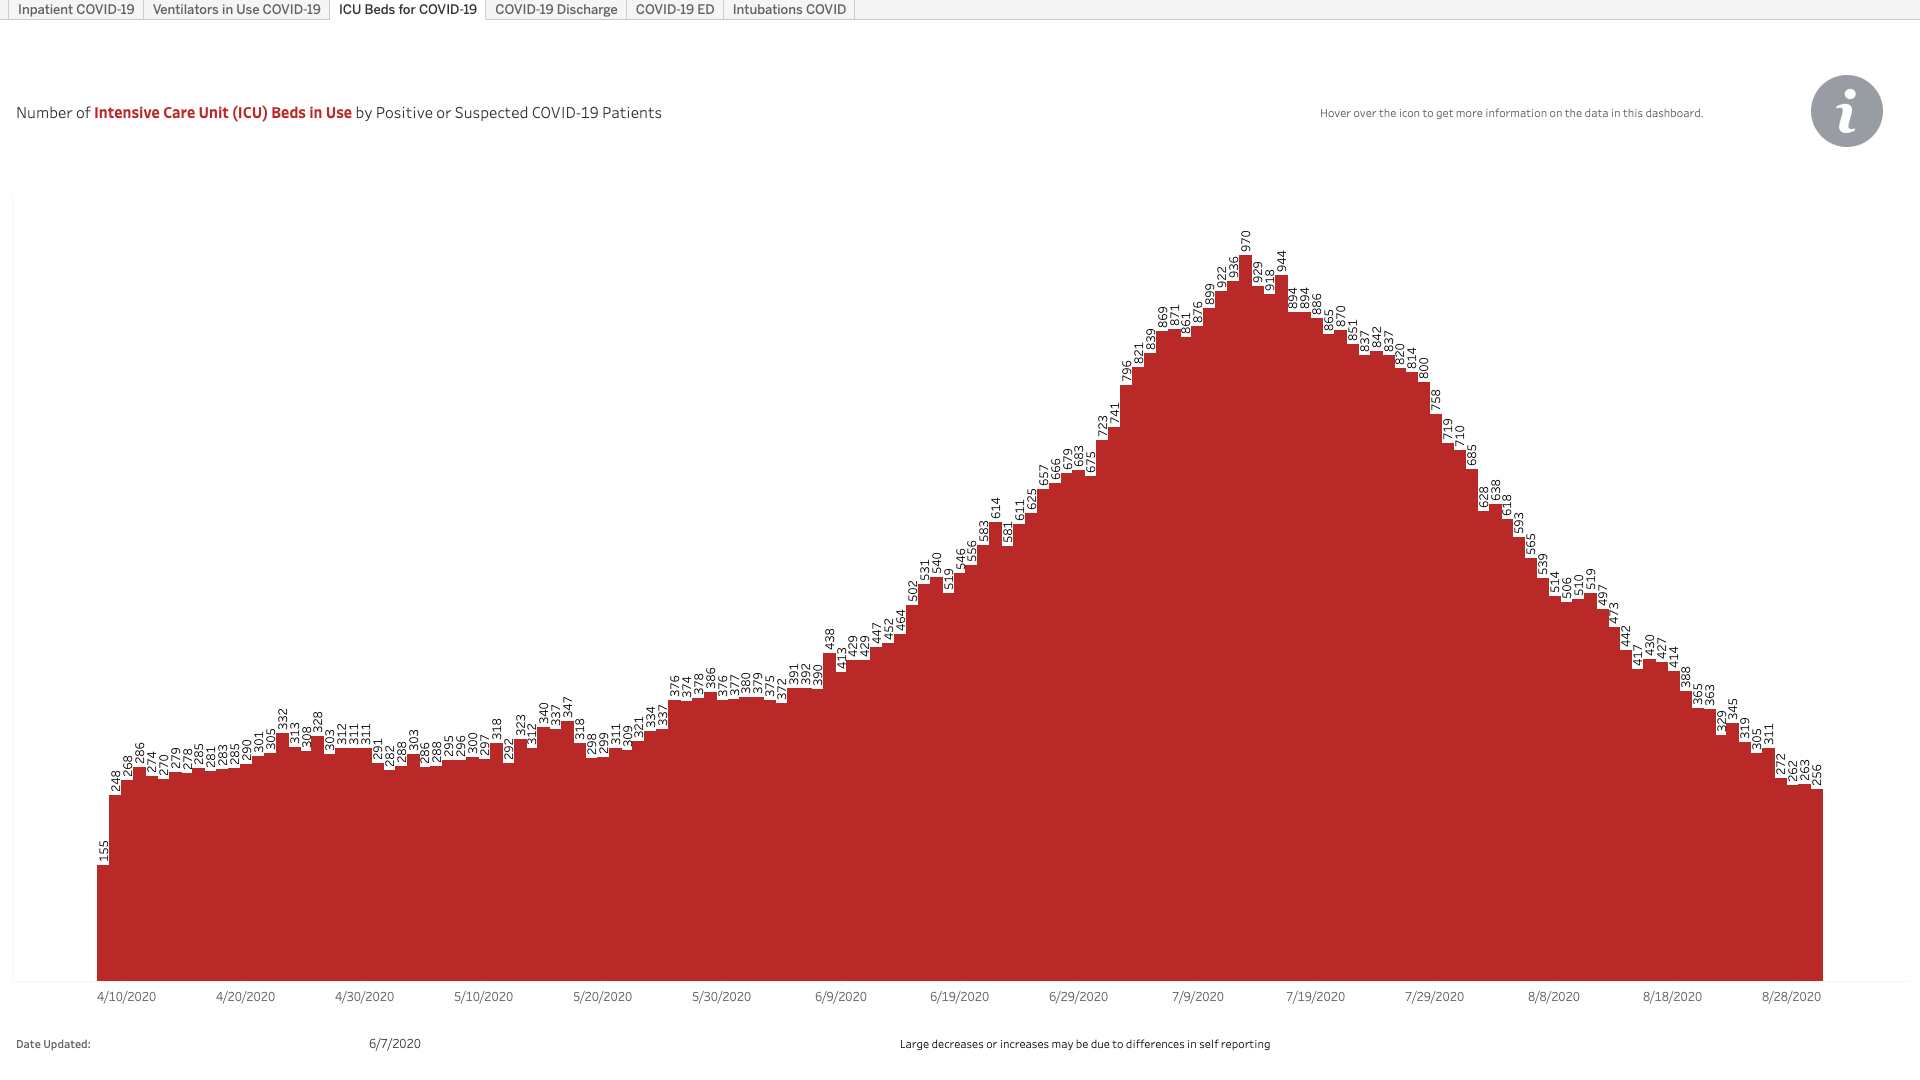 Inpatient COVID-19 Ventilators in Use COVID-19 ICU Beds for COVID-19 COVID-19 Discharge COVID-19 ED Intubations COVID
Number of Intensive Care Unit (ICU) Beds in Use by Positive or Suspected COVID-19 Patients
Hover over the icon to get more information on the data in this dashboard.
i
155 248 268 286 274 270 279 278 285 281 283 285 290 301 305 332 313 308 328 303 312 311 311 291 282 288 303 286 288 295 296 300 297 318 292 323 312 340 337 347 318 298 299 311 309 321 334 337 376 374 378 386 376 377 380 379 375 372 391 392 390 438 413 429 429 447 452 464 502 531 540 519 546 556 583 614 581 611 625 657 666 679 683 675 723 741 796 821 839 869 871 861 876 899 922 936 970 929 918 944 894 894 886 865 870 851 837 842 837 820 814 800 758 719 710 685 628 638 618 593 565 539 514 506 510 519 497 473 442 417 430 427 414 388 365 363 329 345 319 305 311 272 262 263 256
4/10/2020 4/20/2020 4/30/2020 5/10/2020 5/20/2020 5/30/2020 6/9/2020 6/19/2020 6/29/2020 7/9/2020 7/19/2020 7/29/2020 8/8/2020 8/18/2020 8/28/2020
Date Updated: 6/7/2020 Large decreases or increases may be due to differences in self reporting